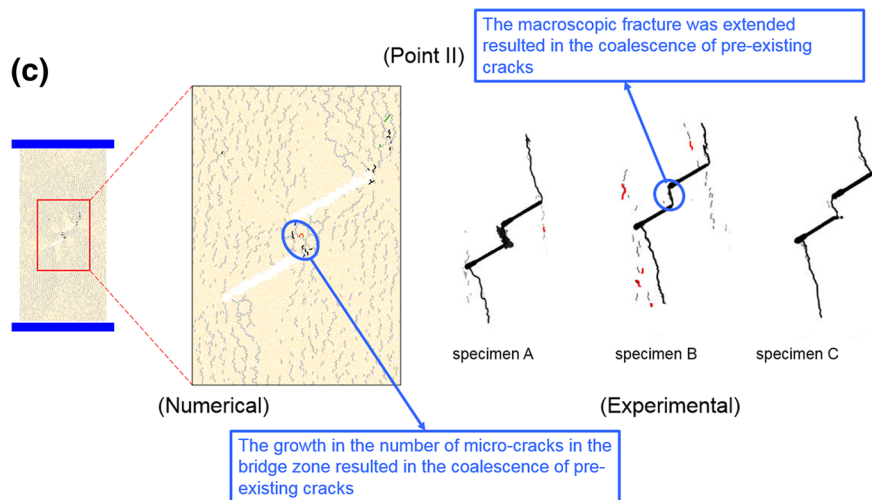 The macroscopic fracture was extended
resulted in the coalescence of pre-existing
cracks
(Point II)
(c)
specimen A
specimen B
specimen C
(Numerical)
(Experimental)
The growth in the number of micro-cracks in the
bridge zone resulted in the coalescence of pre-
existing cracks